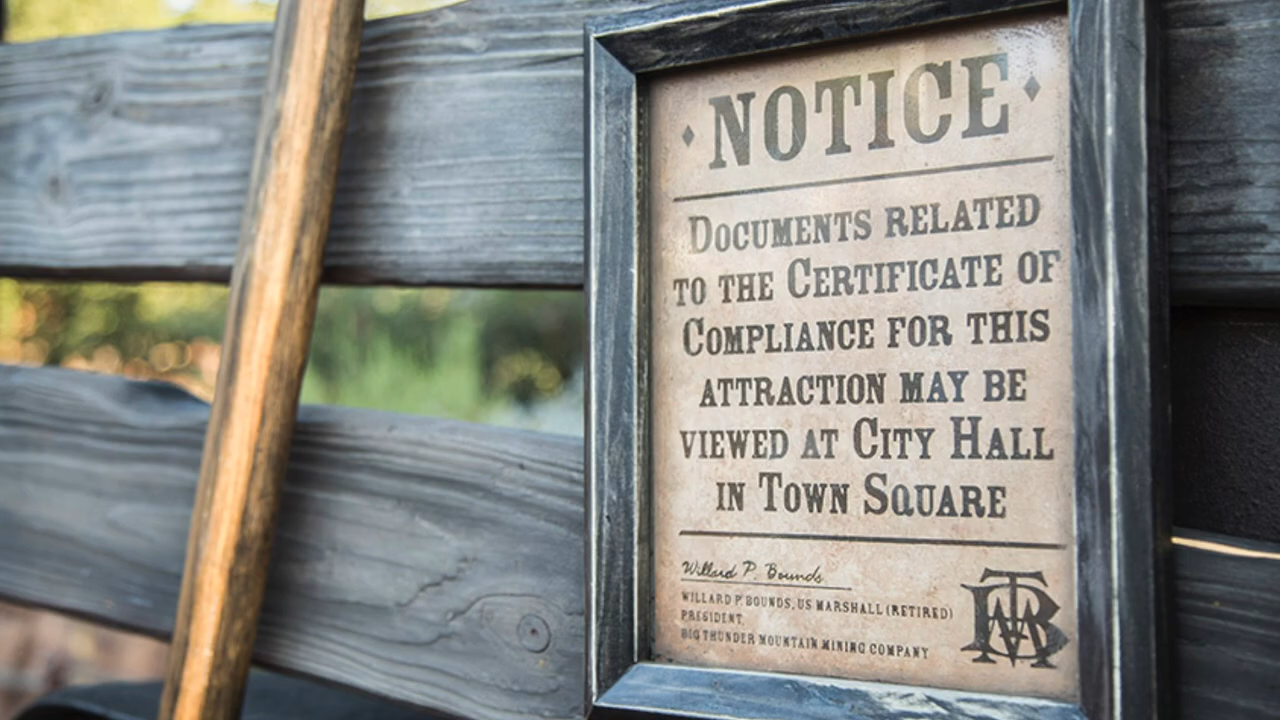 NOTICE
DOCUMENTS RELATED
TO THE CERTIFICATE OF
COMPLIANCE FOR THIS
ATTRACTION MAY BE
VIEWED AT CITY HALL
IN TOWN SQUARE
Willard P. Bounds
WILLARD P. BOUNDS, US MARSHALL (RETIRED)
PRESIDENT,
BIG THUNDER MOUNTAIN MINING COMPANY